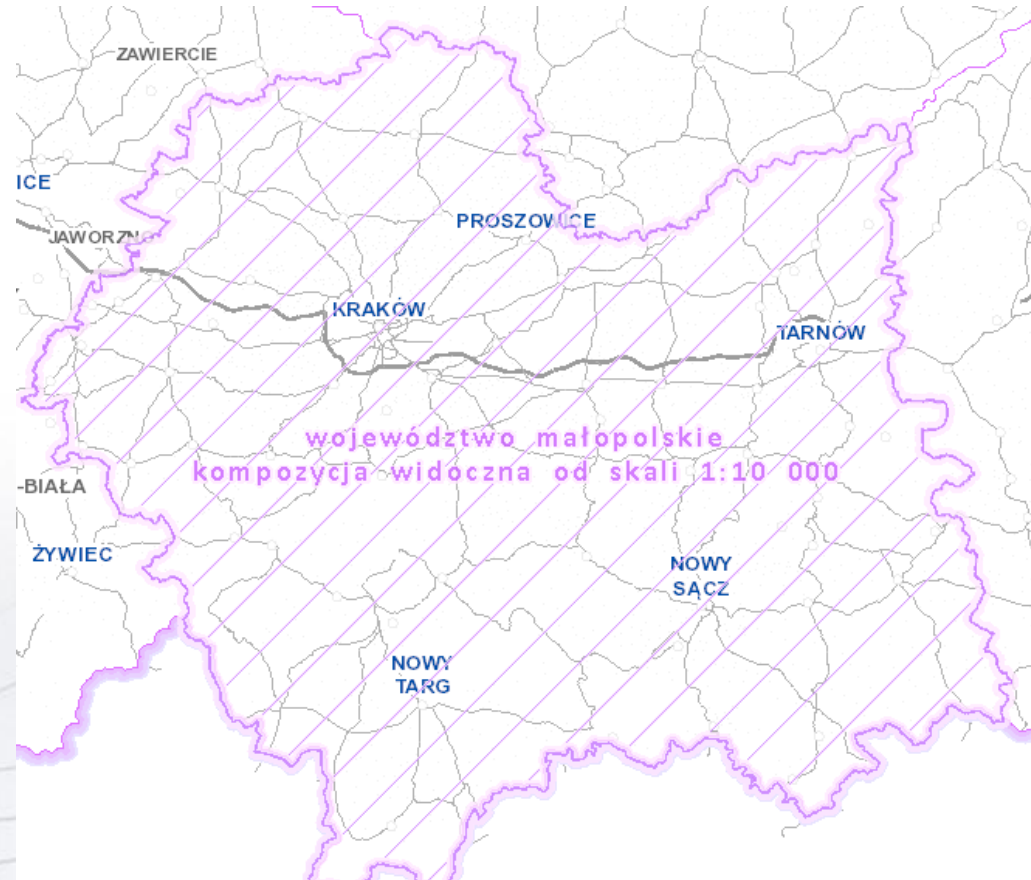 ZAWIERCIE
ICE
PROSZOWICE
JAWORZNO
KRAKÓW
TARNÓW
województwo małopolskie
kompozycja widoczna od skali 1:10 000
-BIAŁA
ŻYWIEC
NOWY
SĄCZ
NOWY
TARG